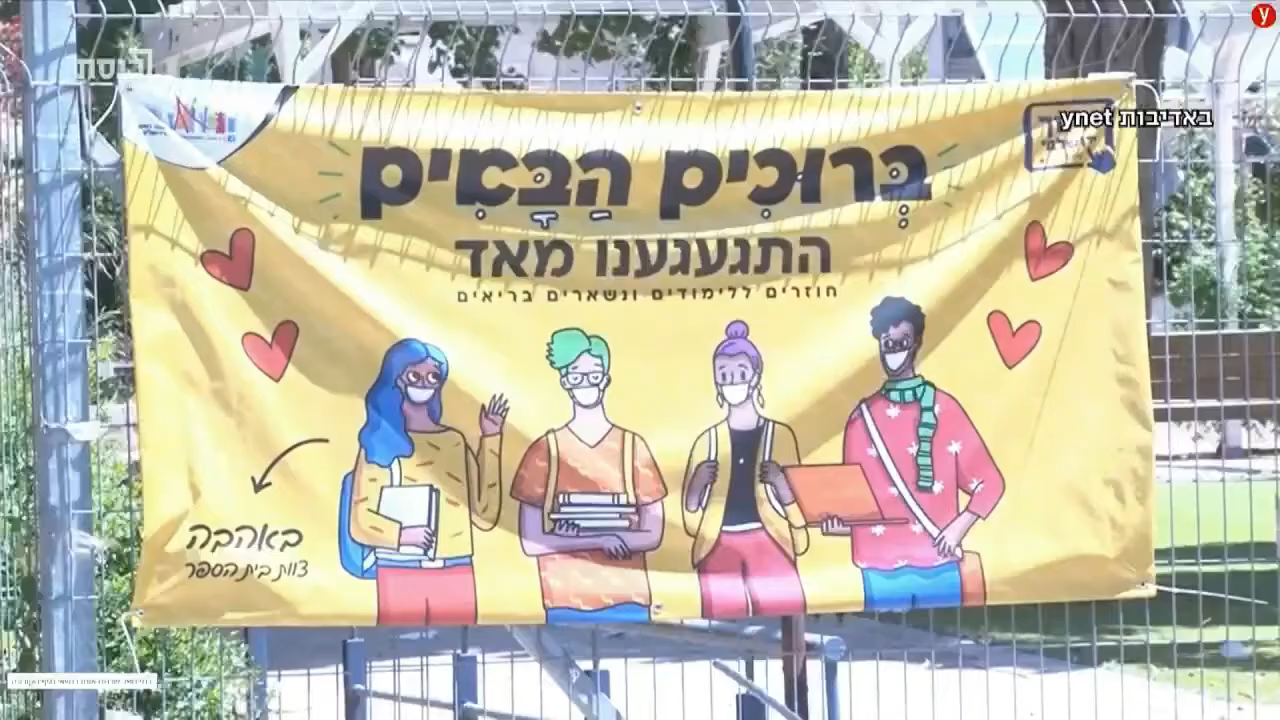 באדיבות ynet
בְּרוּכִים הַבָּאִים
התגעגענו מאד
חוזרים ללימודים ונשארים בריאים
באהבה
צוות בית הספר